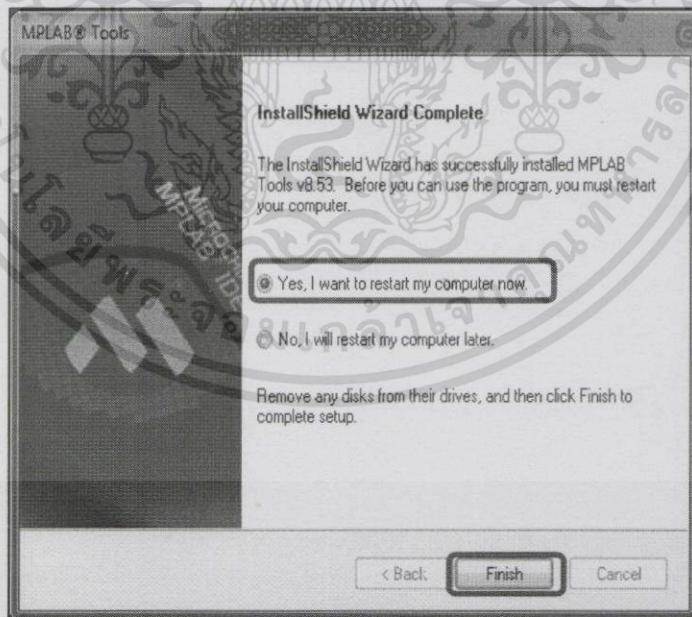 MPLAB® Tools
InstallShield Wizard Complete
The InstallShield Wizard has successfully installed MPLAB
Tools v8.53. Before you can use the program, you must restart
your computer.
Yes, I want to restart my computer now.
No, I will restart my computer later.
Remove any disks from their drives, and then click Finish to
complete setup.
< Back
Finish
Cancel
MPLAB IDE